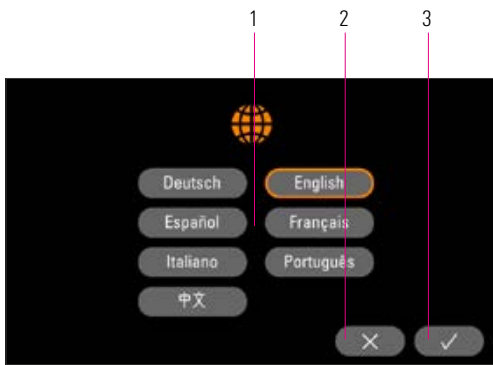 1 2 3
Deutsch English
Español Français
Italiano Português
中文